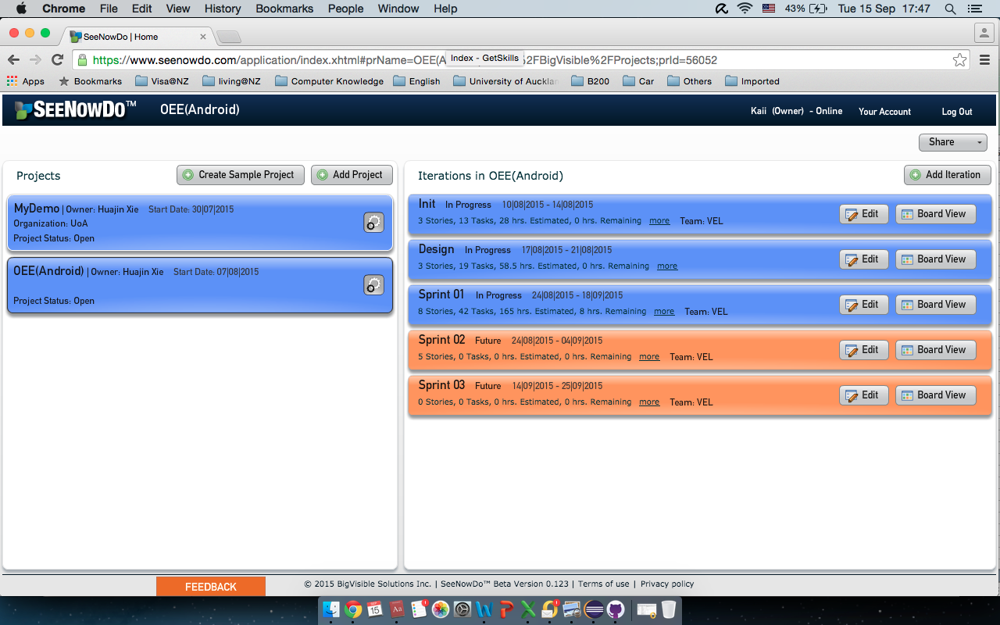 Chrome File Edit View History Bookmarks People Window Help 43% Tue 15 Sep 17:47
SeeNowDo | Home
https://www.seenowdo.com/application/index.xhtml#prName=OEE(A Index - GetSkills %2FBigVisible%2FProjects;prId=56052
Apps Bookmarks Visa@NZ living@NZ Computer Knowledge English University of Aucklan B200 Car Others Imported
SEENOWDO™ OEE(Android) Kaii (Owner) - Online Your Account Log Out
Share
Projects Create Sample Project Add Project
MyDemo | Owner: Huajin Xie Start Date: 30|07|2015
Organization: UoA
Project Status: Open
OEE(Android) | Owner: Huajin Xie Start Date: 07|08|2015
Project Status: Open
Iterations in OEE(Android) Add Iteration
Init In Progress 10|08|2015 - 14|08|2015
3 Stories, 13 Tasks, 28 hrs. Estimated, 0 hrs. Remaining more Team: VEL
Edit Board View
Design In Progress 17|08|2015 - 21|08|2015
3 Stories, 19 Tasks, 58.5 hrs. Estimated, 0 hrs. Remaining more
Edit Board View
Sprint 01 In Progress 24|08|2015 - 18|09|2015
8 Stories, 42 Tasks, 165 hrs. Estimated, 8 hrs. Remaining more Team: VEL
Edit Board View
Sprint 02 Future 24|08|2015 - 04|09|2015
5 Stories, 0 Tasks, 0 hrs. Estimated, 0 hrs. Remaining more Team: VEL
Edit Board View
Sprint 03 Future 14|09|2015 - 25|09|2015
0 Stories, 0 Tasks, 0 hrs. Estimated, 0 hrs. Remaining more Team: VEL
Edit Board View
FEEDBACK © 2015 BigVisible Solutions Inc. | SeeNowDo™ Beta Version 0.123 | Terms of use | Privacy policy
15 Aa